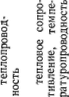 теплопровод-
ность
тепловое сопро-
тивление, темпе-
ратуропроводность